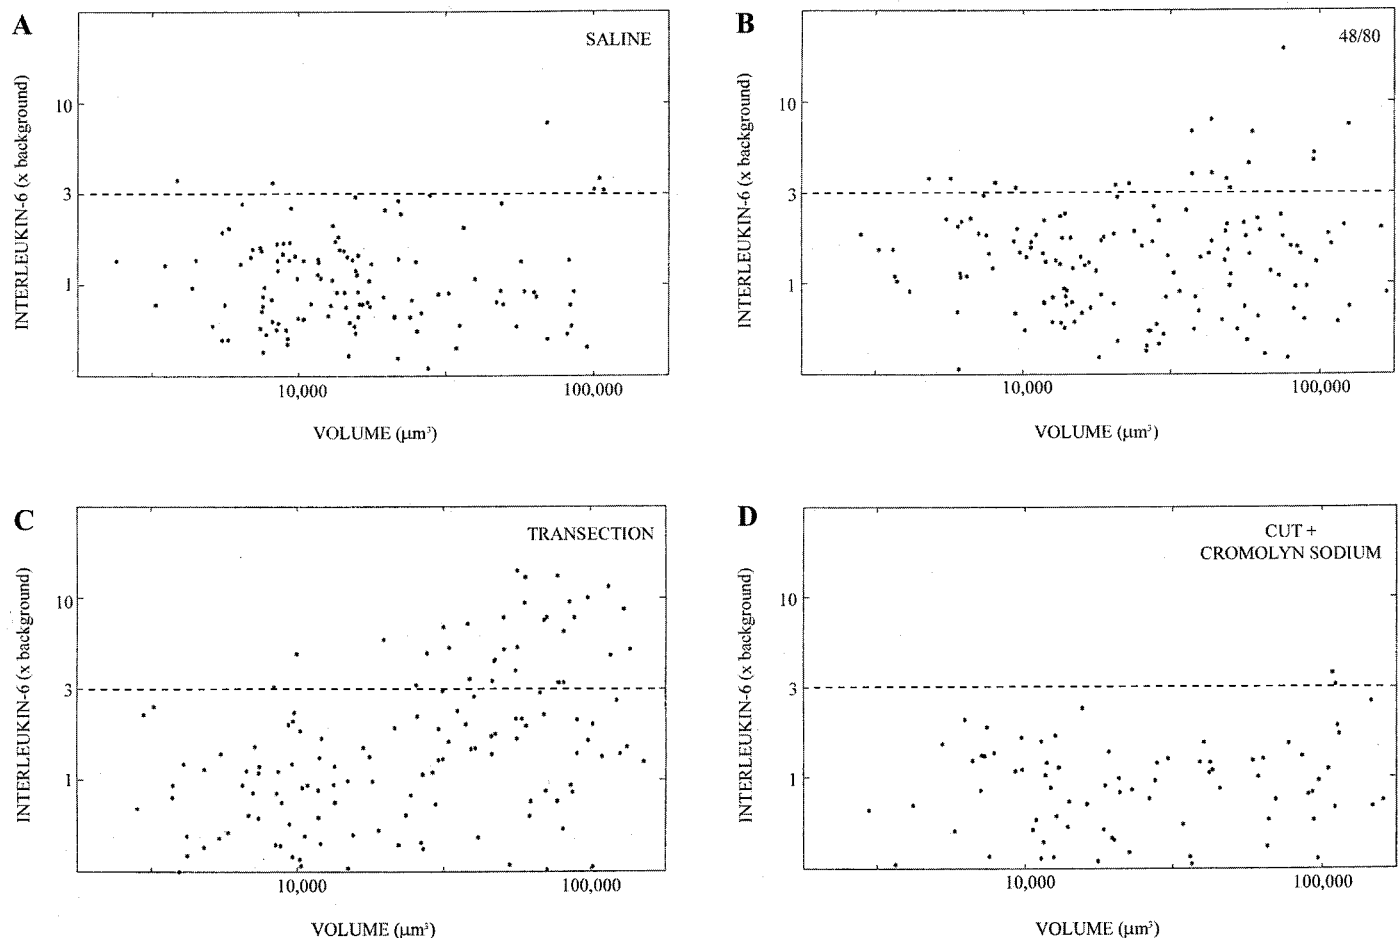 A
SALINE
INTERLEUKIN-6 (x background)
10
3
1
10,000
100,000
VOLUME (μm³)
B
48/80
INTERLEUKIN-6 (x background)
10
3
1
10,000
100,000
VOLUME (μm³)
C
TRANSECTION
INTERLEUKIN-6 (x background)
10
3
1
10,000
100,000
VOLUME (μm³)
D
CUT +
CROMOLYN SODIUM
INTERLEUKIN-6 (x background)
10
3
1
10,000
100,000
VOLUME (μm³)